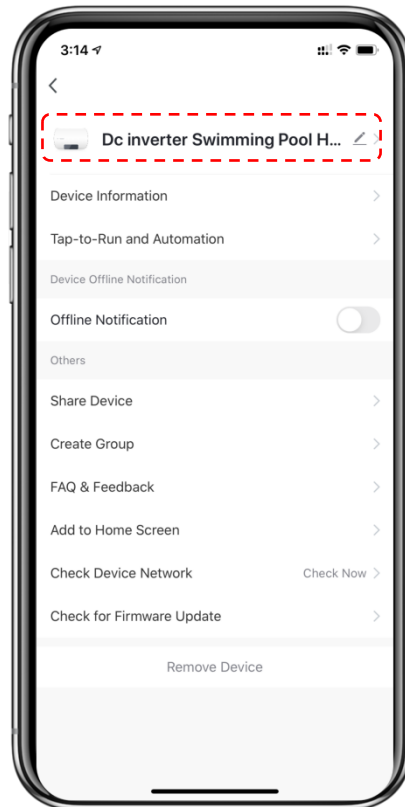 3:14
Dc inverter Swimming Pool H...
Device Information
Tap-to-Run and Automation
Device Offline Notification
Offline Notification
Others
Share Device
Create Group
FAQ & Feedback
Add to Home Screen
Check Device Network Check Now
Check for Firmware Update
Remove Device